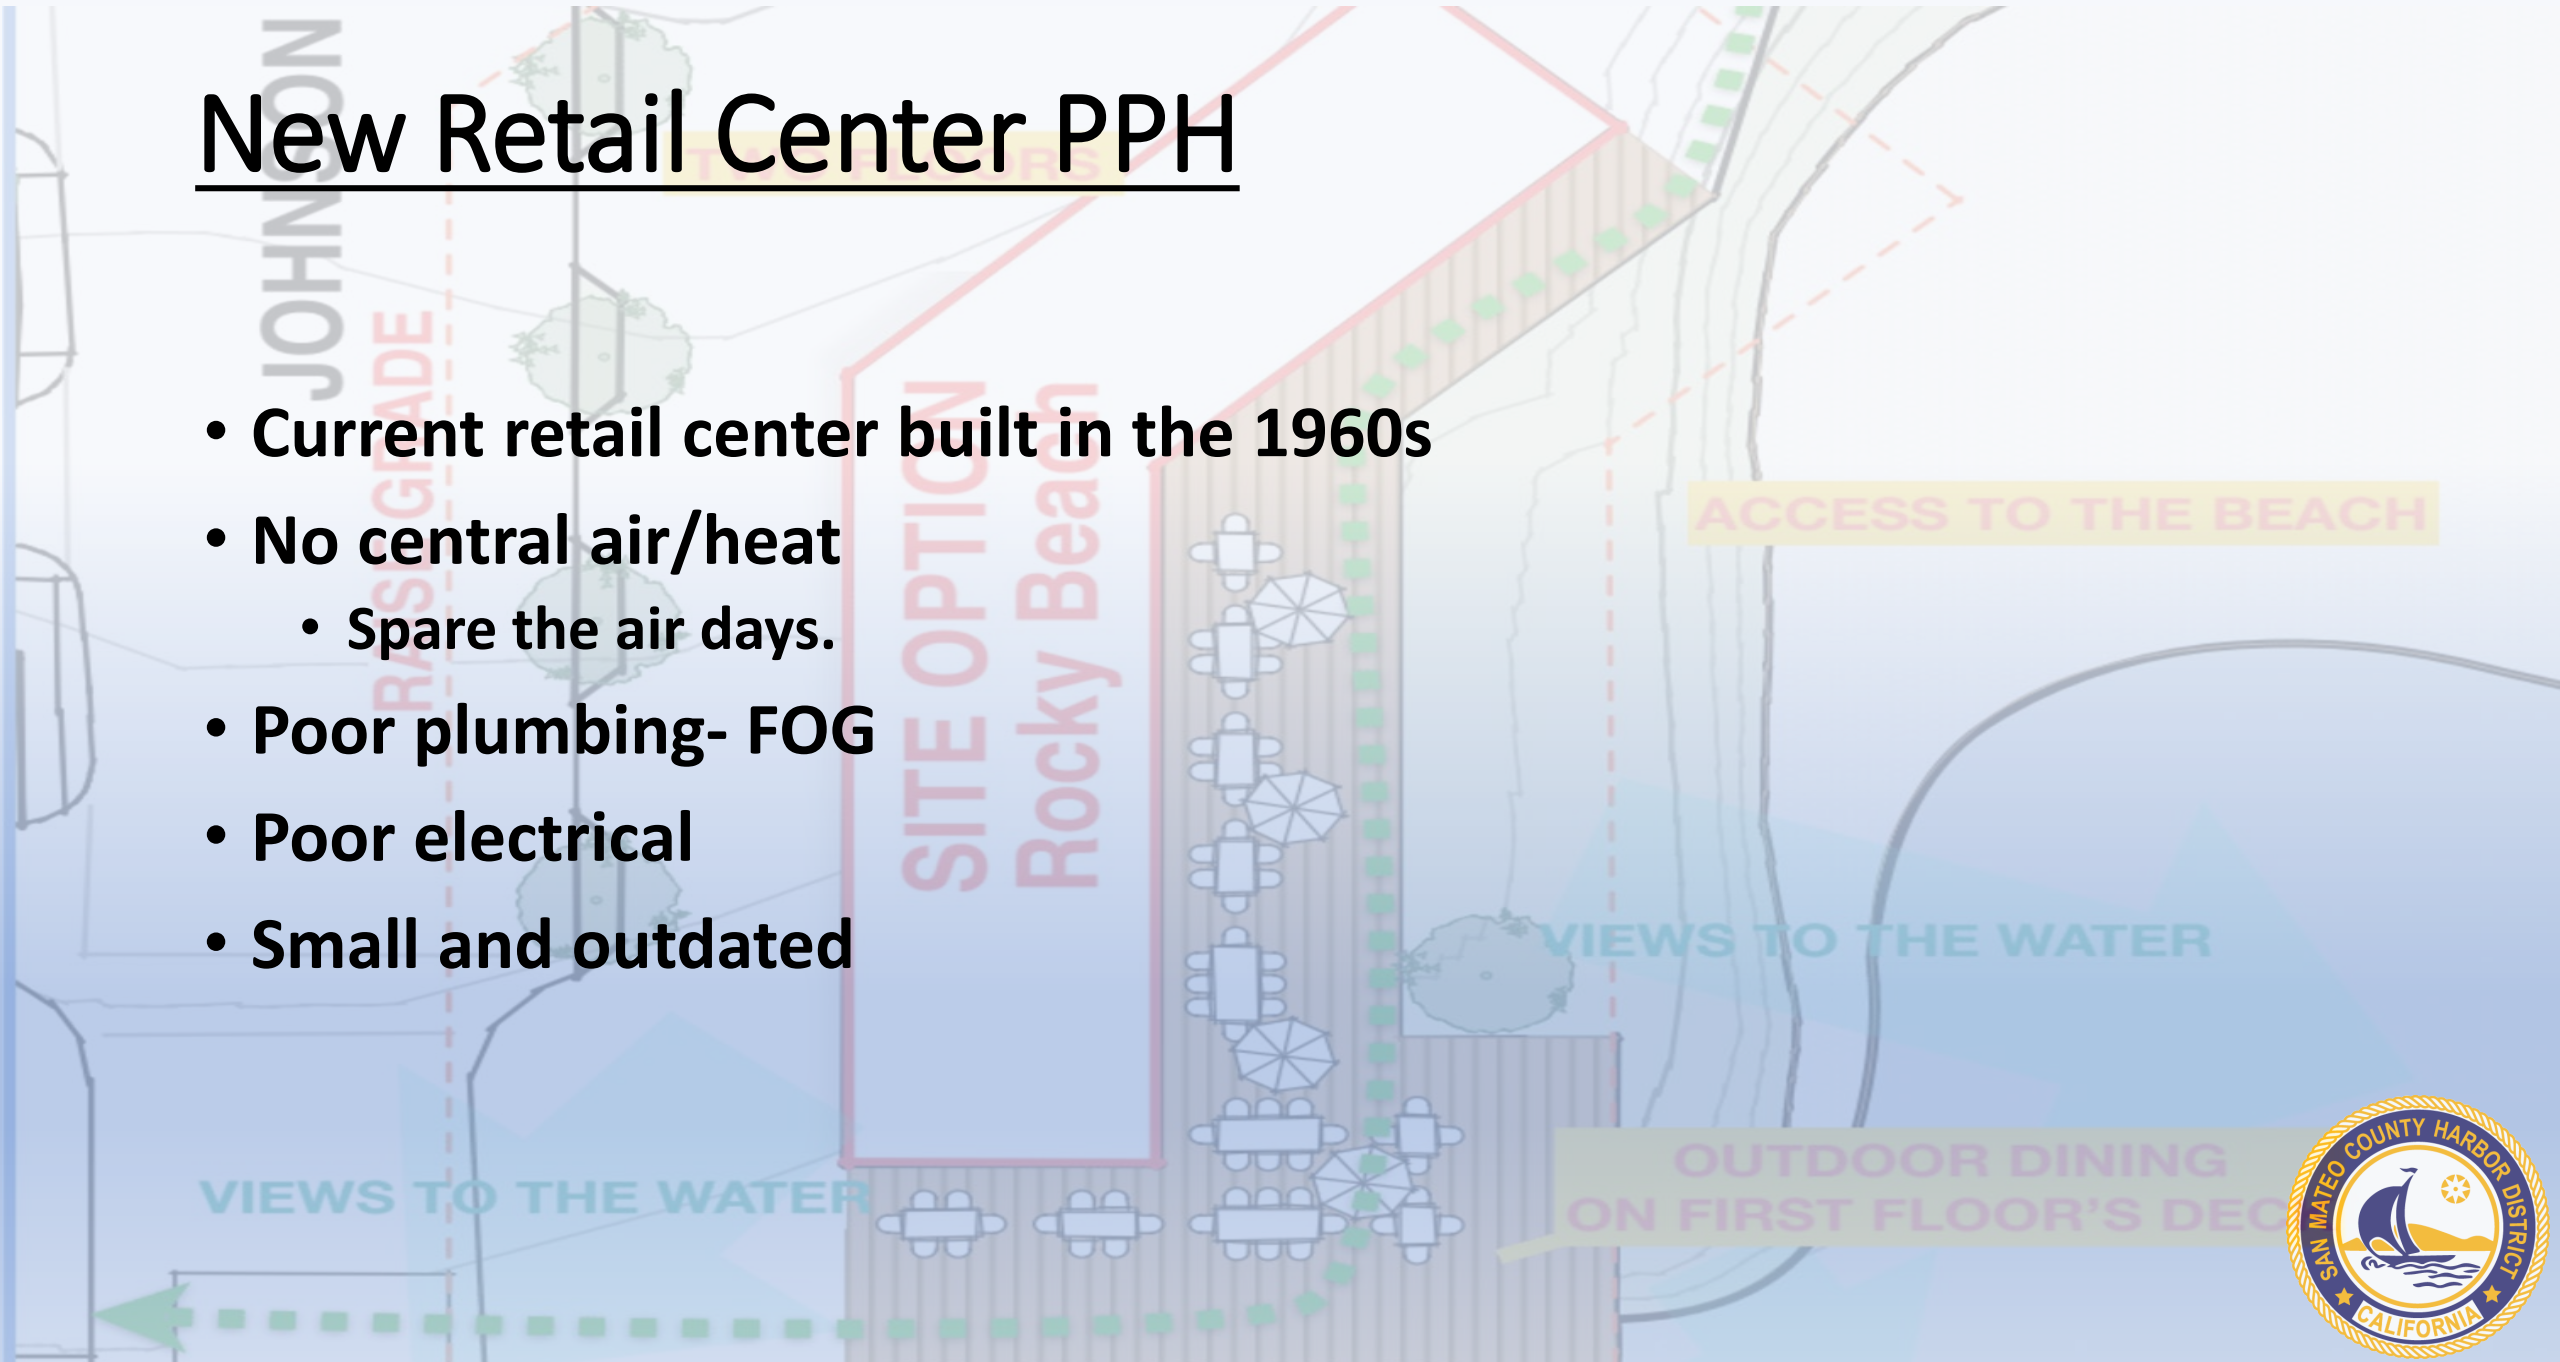 New Retail Center PPH
TWO FLOORS
JOHNSON
RAISE GRADE
• Current retail center built in the 1960s
• No central air/heat
• Spare the air days.
• Poor plumbing- FOG
• Poor electrical
• Small and outdated
SITE OPTION
Rocky Beach
ACCESS TO THE BEACH
VIEWS TO THE WATER
VIEWS TO THE WATER
OUTDOOR DINING
ON FIRST FLOOR'S DEC
SAN MATEO COUNTY HARBOR DISTRICT
CALIFORNIA